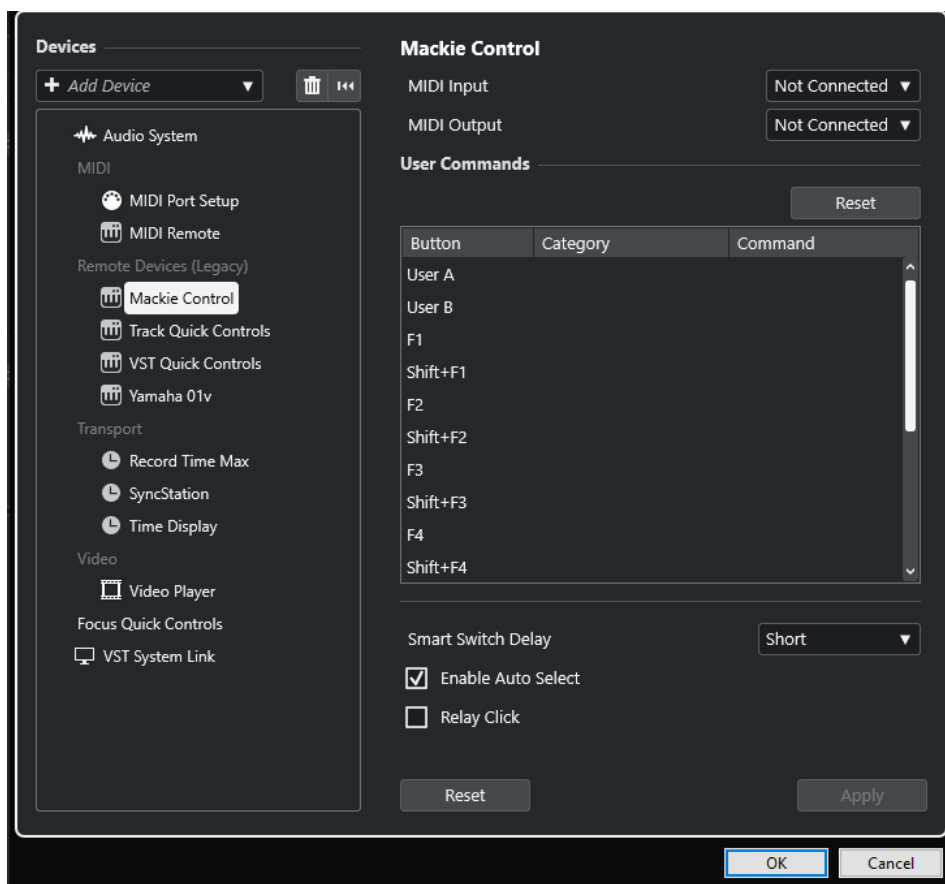 Devices
Add Device
Audio System
MIDI
MIDI Port Setup
MIDI Remote
Remote Devices (Legacy)
Mackie Control
Track Quick Controls
VST Quick Controls
Yamaha 01v
Transport
Record Time Max
SyncStation
Time Display
Video
Video Player
Focus Quick Controls
VST System Link
Mackie Control
MIDI Input Not Connected
MIDI Output Not Connected
User Commands
Reset
Button Category Command
User A
User B
F1
Shift+F1
F2
Shift+F2
F3
Shift+F3
F4
Shift+F4
Smart Switch Delay Short
Enable Auto Select
Relay Click
Reset Apply
OK Cancel